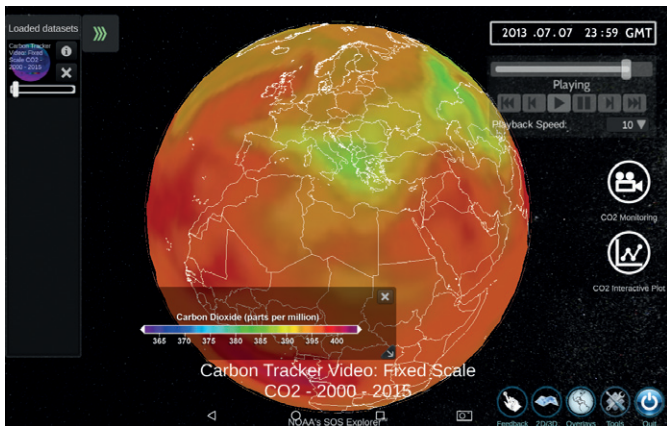 Loaded datasets
Carbon Tracker
Video: Fixed
Scale CO2 -
2000 - 2015
2013 .07.07 23:59 GMT
Playing
Playback Speed:
10
CO2 Monitoring
CO2 Interactive Plot
Carbon Dioxide (parts per million)
365 370 375 380 385 390 395 400
Carbon Tracker Video: Fixed Scale
CO2 - 2000 - 2015
NOAA's SOS Explorer
Feedback 2D/3D Overlays Tools Quit